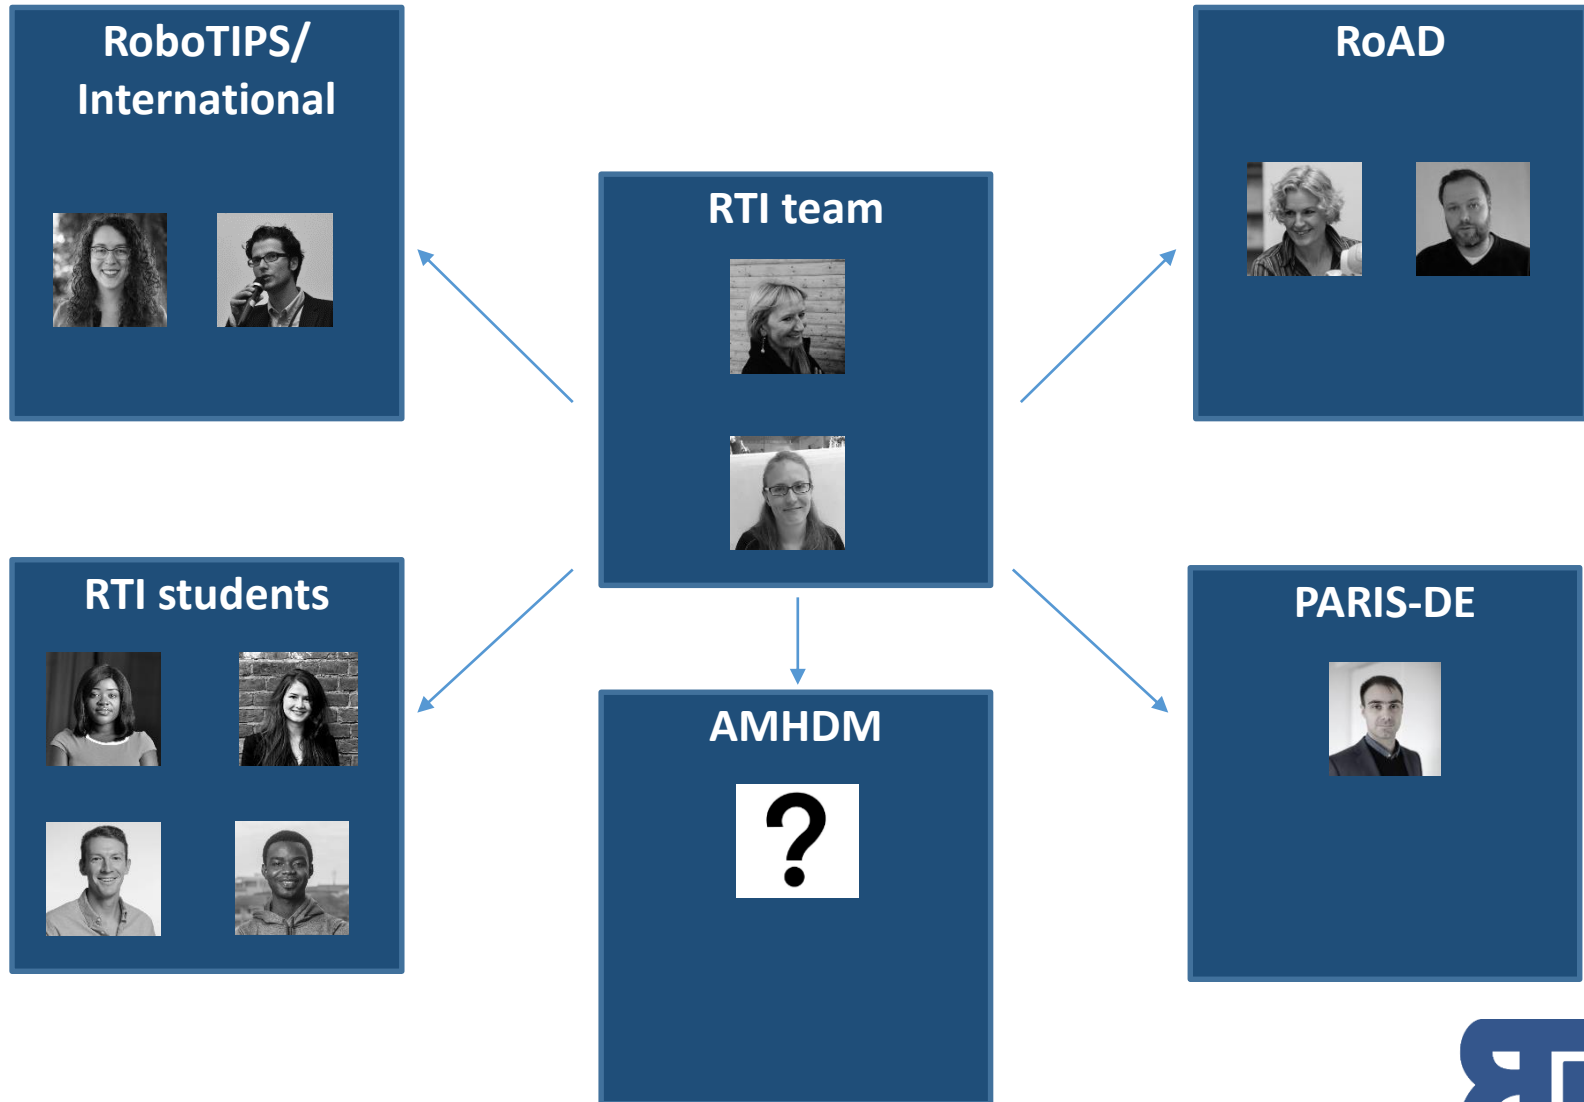 RoboTIPS/
International
RoAD
RTI team
RTI students
PARIS-DE
AMHDM
?